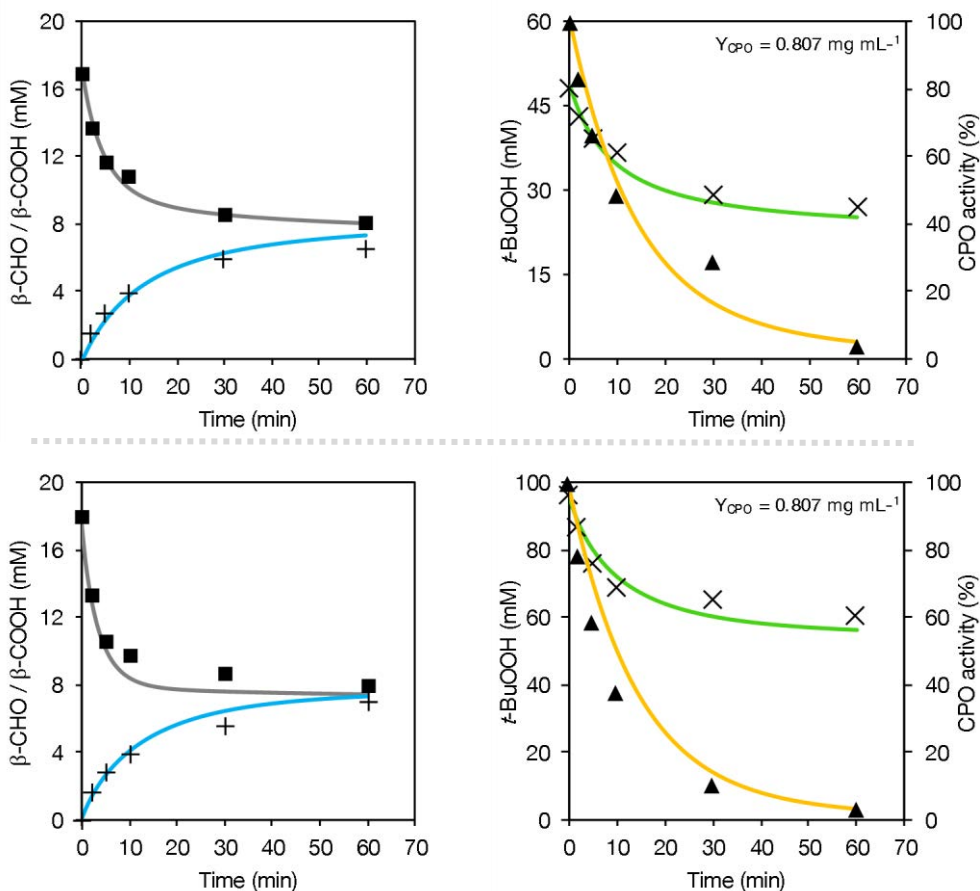 20
16
12
8
4
0
β-CHO / β-COOH (mM)
0 10 20 30 40 50 60 70
Time (min)
60
45
30
15
0
t-BuOOH (mM)
Y_CPO = 0.807 mg mL-¹
100
80
60
40
20
0
CPO activity (%)
0 10 20 30 40 50 60 70
Time (min)
20
16
12
8
4
0
β-CHO / β-COOH (mM)
0 10 20 30 40 50 60 70
Time (min)
100
80
60
40
20
0
t-BuOOH (mM)
Y_CPO = 0.807 mg mL-¹
100
80
60
40
20
0
CPO activity (%)
0 10 20 30 40 50 60 70
Time (min)